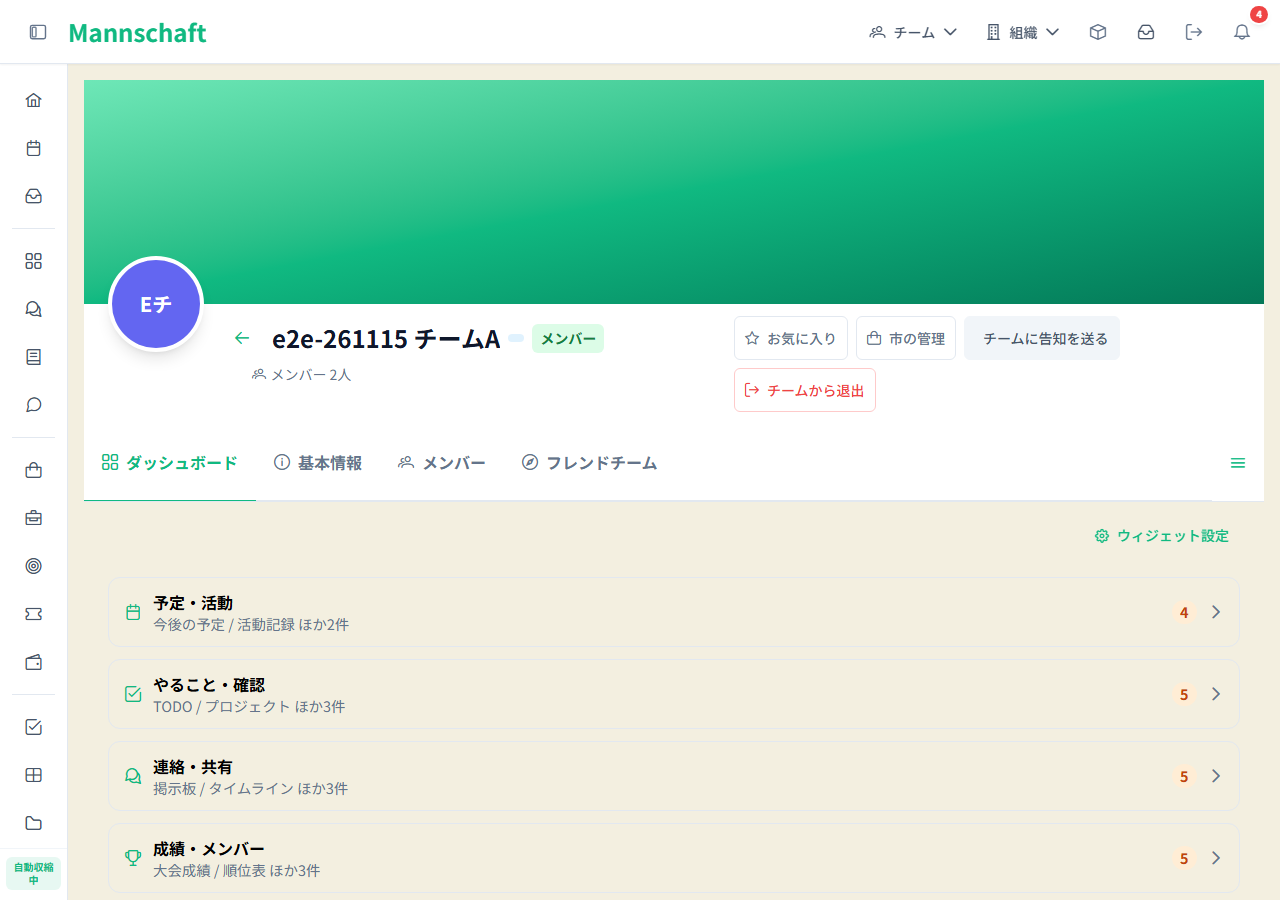 Mannschaft
チーム
組織
4
Eチ
e2e-261115 チームA
メンバー
メンバー 2人
お気に入り
市の管理
チームに告知を送る
チームから退出
ダッシュボード
基本情報
メンバー
フレンドチーム
ウィジェット設定
予定・活動
今後の予定 / 活動記録 ほか2件
4
やること・確認
TODO / プロジェクト ほか3件
5
連絡・共有
掲示板 / タイムライン ほか3件
5
成績・メンバー
大会成績 / 順位表 ほか3件
5
自動収縮
中